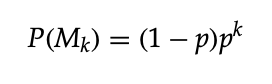 P(M_k) = (1 − p)p^k